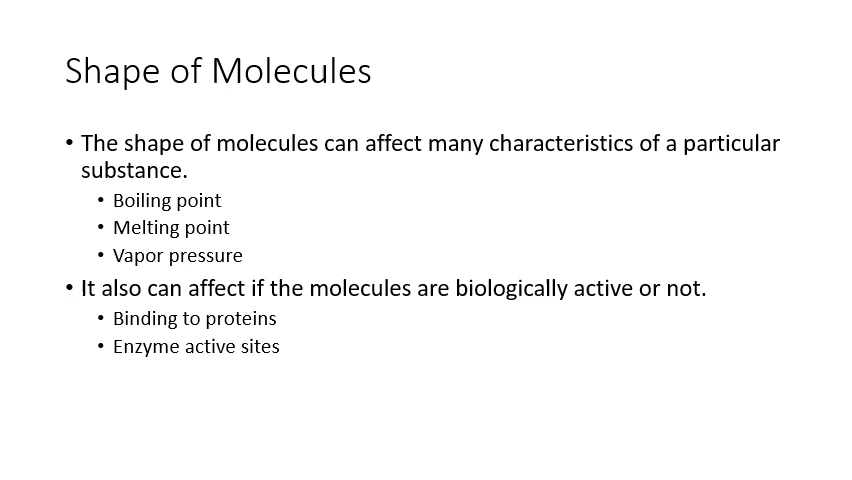 Shape of Molecules
• The shape of molecules can affect many characteristics of a particular
substance.
• Boiling point
• Melting point
• Vapor pressure
• It also can affect if the molecules are biologically active or not.
• Binding to proteins
• Enzyme active sites